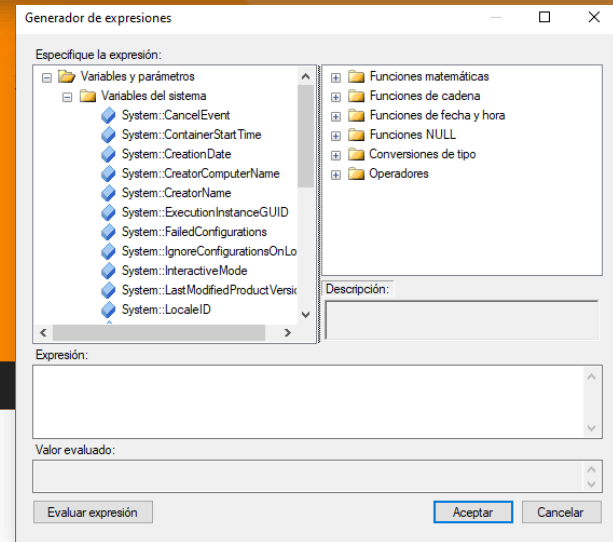 Generador de expresiones
Especifique la expresión:
Variables y parámetros
Variables del sistema
System::CancelEvent
System::ContainerStartTime
System::CreationDate
System::CreatorComputerName
System::CreatorName
System::ExecutionInstanceGUID
System::FailedConfigurations
System::IgnoreConfigurationsOnLo
System::InteractiveMode
System::LastModifiedProductVersio
System::LocaleID
Funciones matemáticas
Funciones de cadena
Funciones de fecha y hora
Funciones NULL
Conversiones de tipo
Operadores
Descripción:
Expresión:
Valor evaluado:
Evaluar expresión
Aceptar
Cancelar